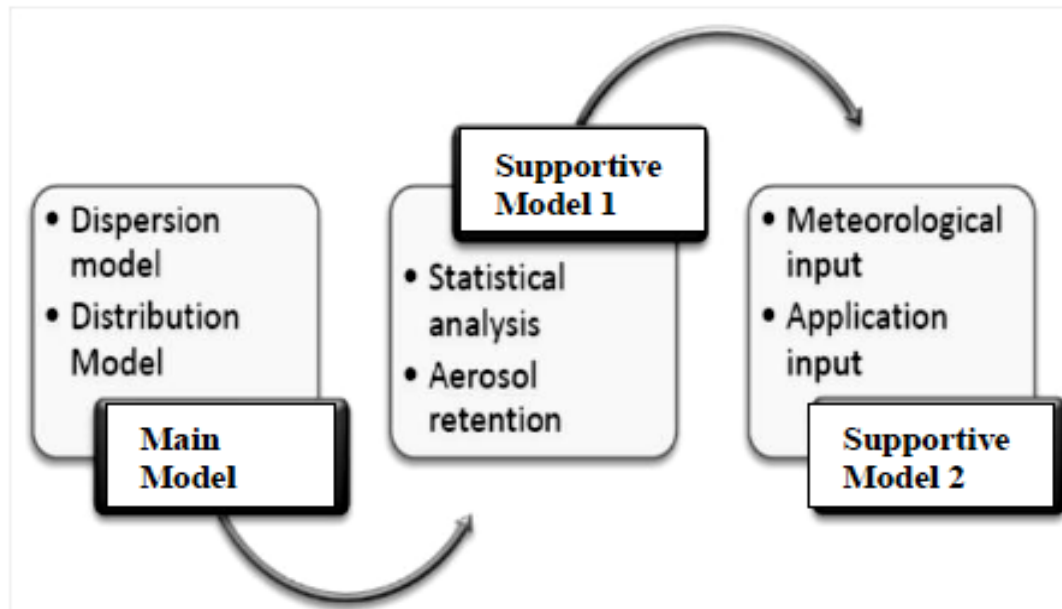 • Dispersion
model
• Distribution
Model
Main
Model
Supportive
Model 1
• Statistical
analysis
• Aerosol
retention
• Meteorological
input
• Application
input
Supportive
Model 2